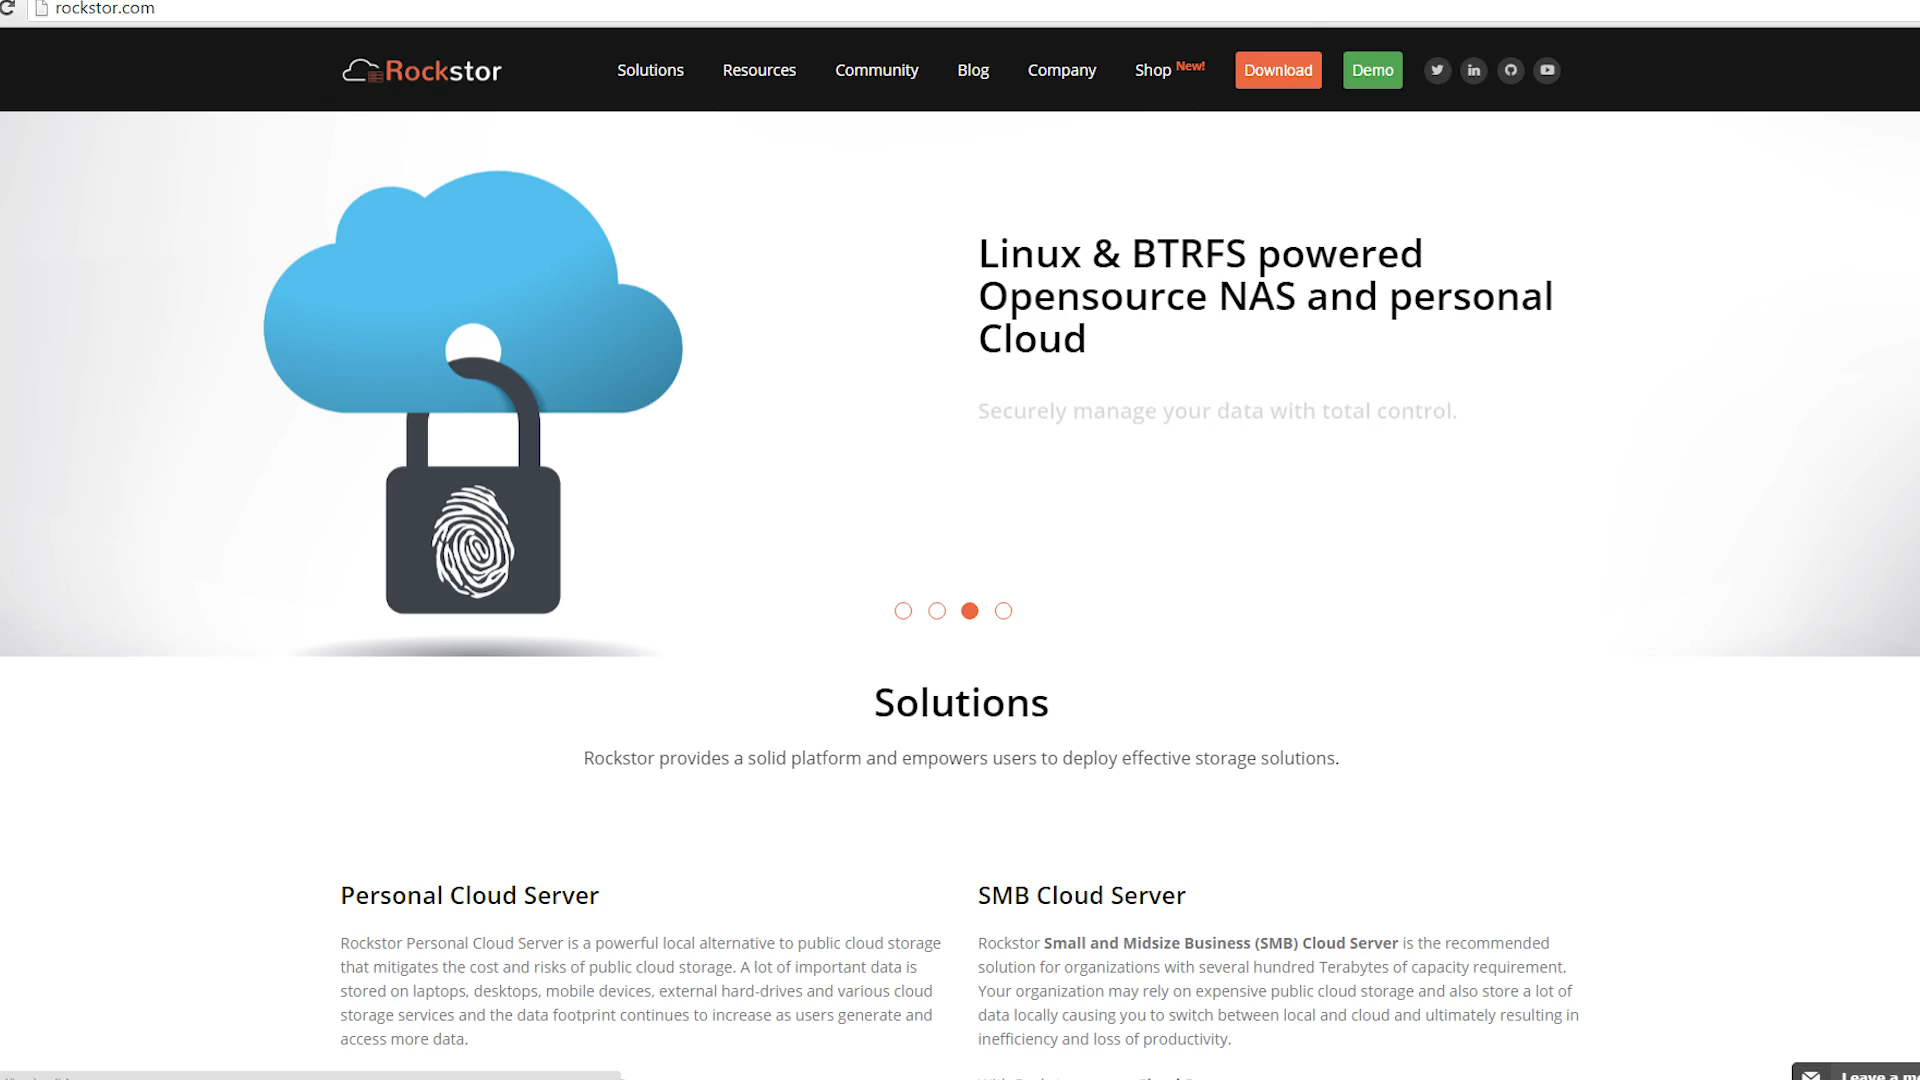 rockstor.com
Rockstor
Solutions Resources Community Blog Company Shop New! Download Demo
Linux & BTRFS powered
Opensource NAS and personal
Cloud
Securely manage your data with total control.
Solutions
Rockstor provides a solid platform and empowers users to deploy effective storage solutions.
Personal Cloud Server
Rockstor Personal Cloud Server is a powerful local alternative to public cloud storage
that mitigates the cost and risks of public cloud storage. A lot of important data is
stored on laptops, desktops, mobile devices, external hard-drives and various cloud
storage services and the data footprint continues to increase as users generate and
access more data.
SMB Cloud Server
Rockstor Small and Midsize Business (SMB) Cloud Server is the recommended
solution for organizations with several hundred Terabytes of capacity requirement.
Your organization may rely on expensive public cloud storage and also store a lot of
data locally causing you to switch between local and cloud and ultimately resulting in
inefficiency and loss of productivity.
Leave a